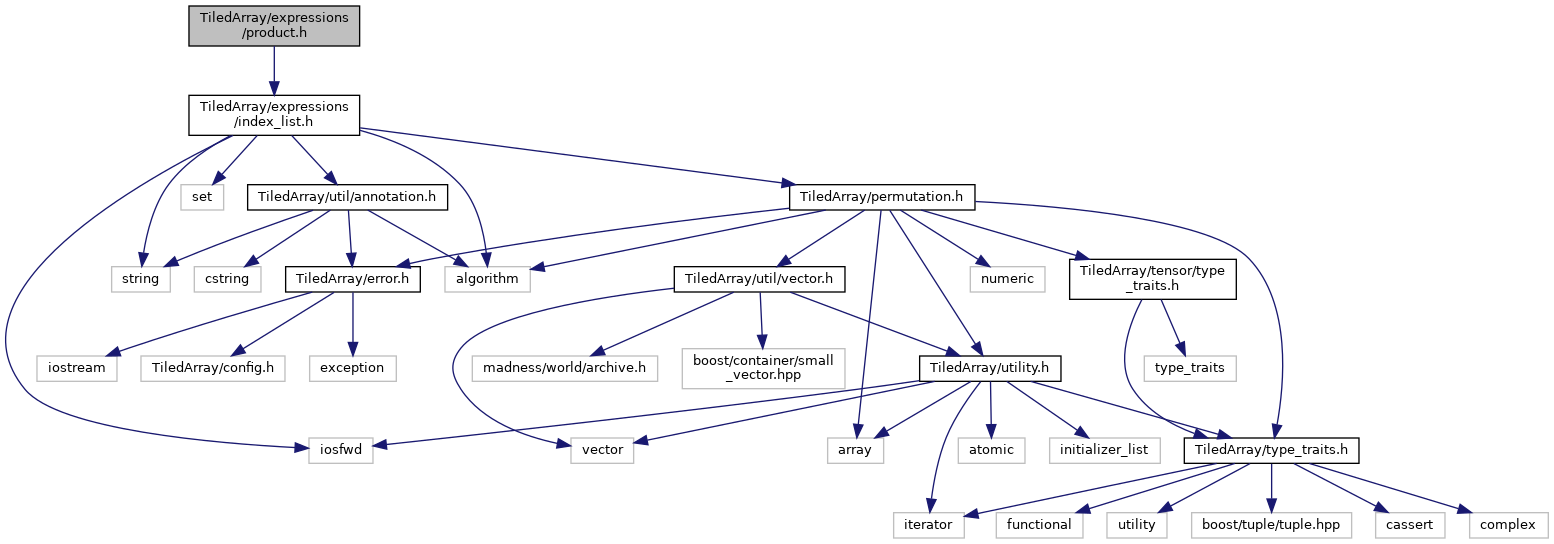 TiledArray/expressions
/product.h
TiledArray/expressions
/index_list.h
set
TiledArray/util/annotation.h
TiledArray/permutation.h
string
cstring
TiledArray/error.h
algorithm
TiledArray/util/vector.h
numeric
TiledArray/tensor/type
_traits.h
iostream
TiledArray/config.h
exception
madness/world/archive.h
boost/container/small
_vector.hpp
TiledArray/utility.h
type_traits
iosfwd
vector
array
atomic
initializer_list
TiledArray/type_traits.h
iterator
functional
utility
boost/tuple/tuple.hpp
cassert
complex